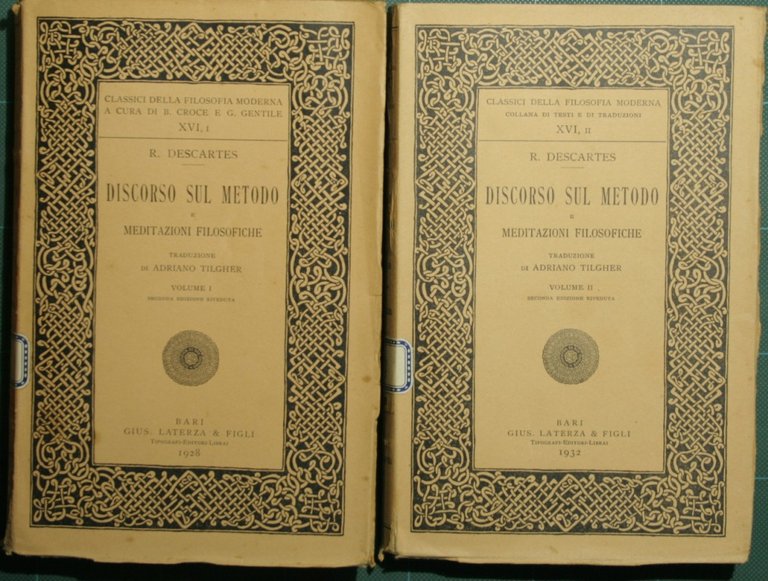 CLASSICI DELLA FILOSOFIA MODERNA
A CURA DI B. CROCE E G. GENTILE
XVI, I
R. DESCARTES
DISCORSO SUL METODO
E
MEDITAZIONI FILOSOFICHE
TRADUZIONE
DI ADRIANO TILGHER
VOLUME I
SECONDA EDIZIONE RIVEDUTA
BARI
GIUS. LATERZA & FIGLI
TIPOGRAFI-EDITORI-LIBRAI
1928
CLASSICI DELLA FILOSOFIA MODERNA
COLLANA DI TESTI E DI TRADUZIONI
XVI, II
R. DESCARTES
DISCORSO SUL METODO
E
MEDITAZIONI FILOSOFICHE
TRADUZIONE
DI ADRIANO TILGHER
VOLUME II
SECONDA EDIZIONE RIVEDUTA
BARI
GIUS. LATERZA & FIGLI
TIPOGRAFI-EDITORI-LIBRAI
1932